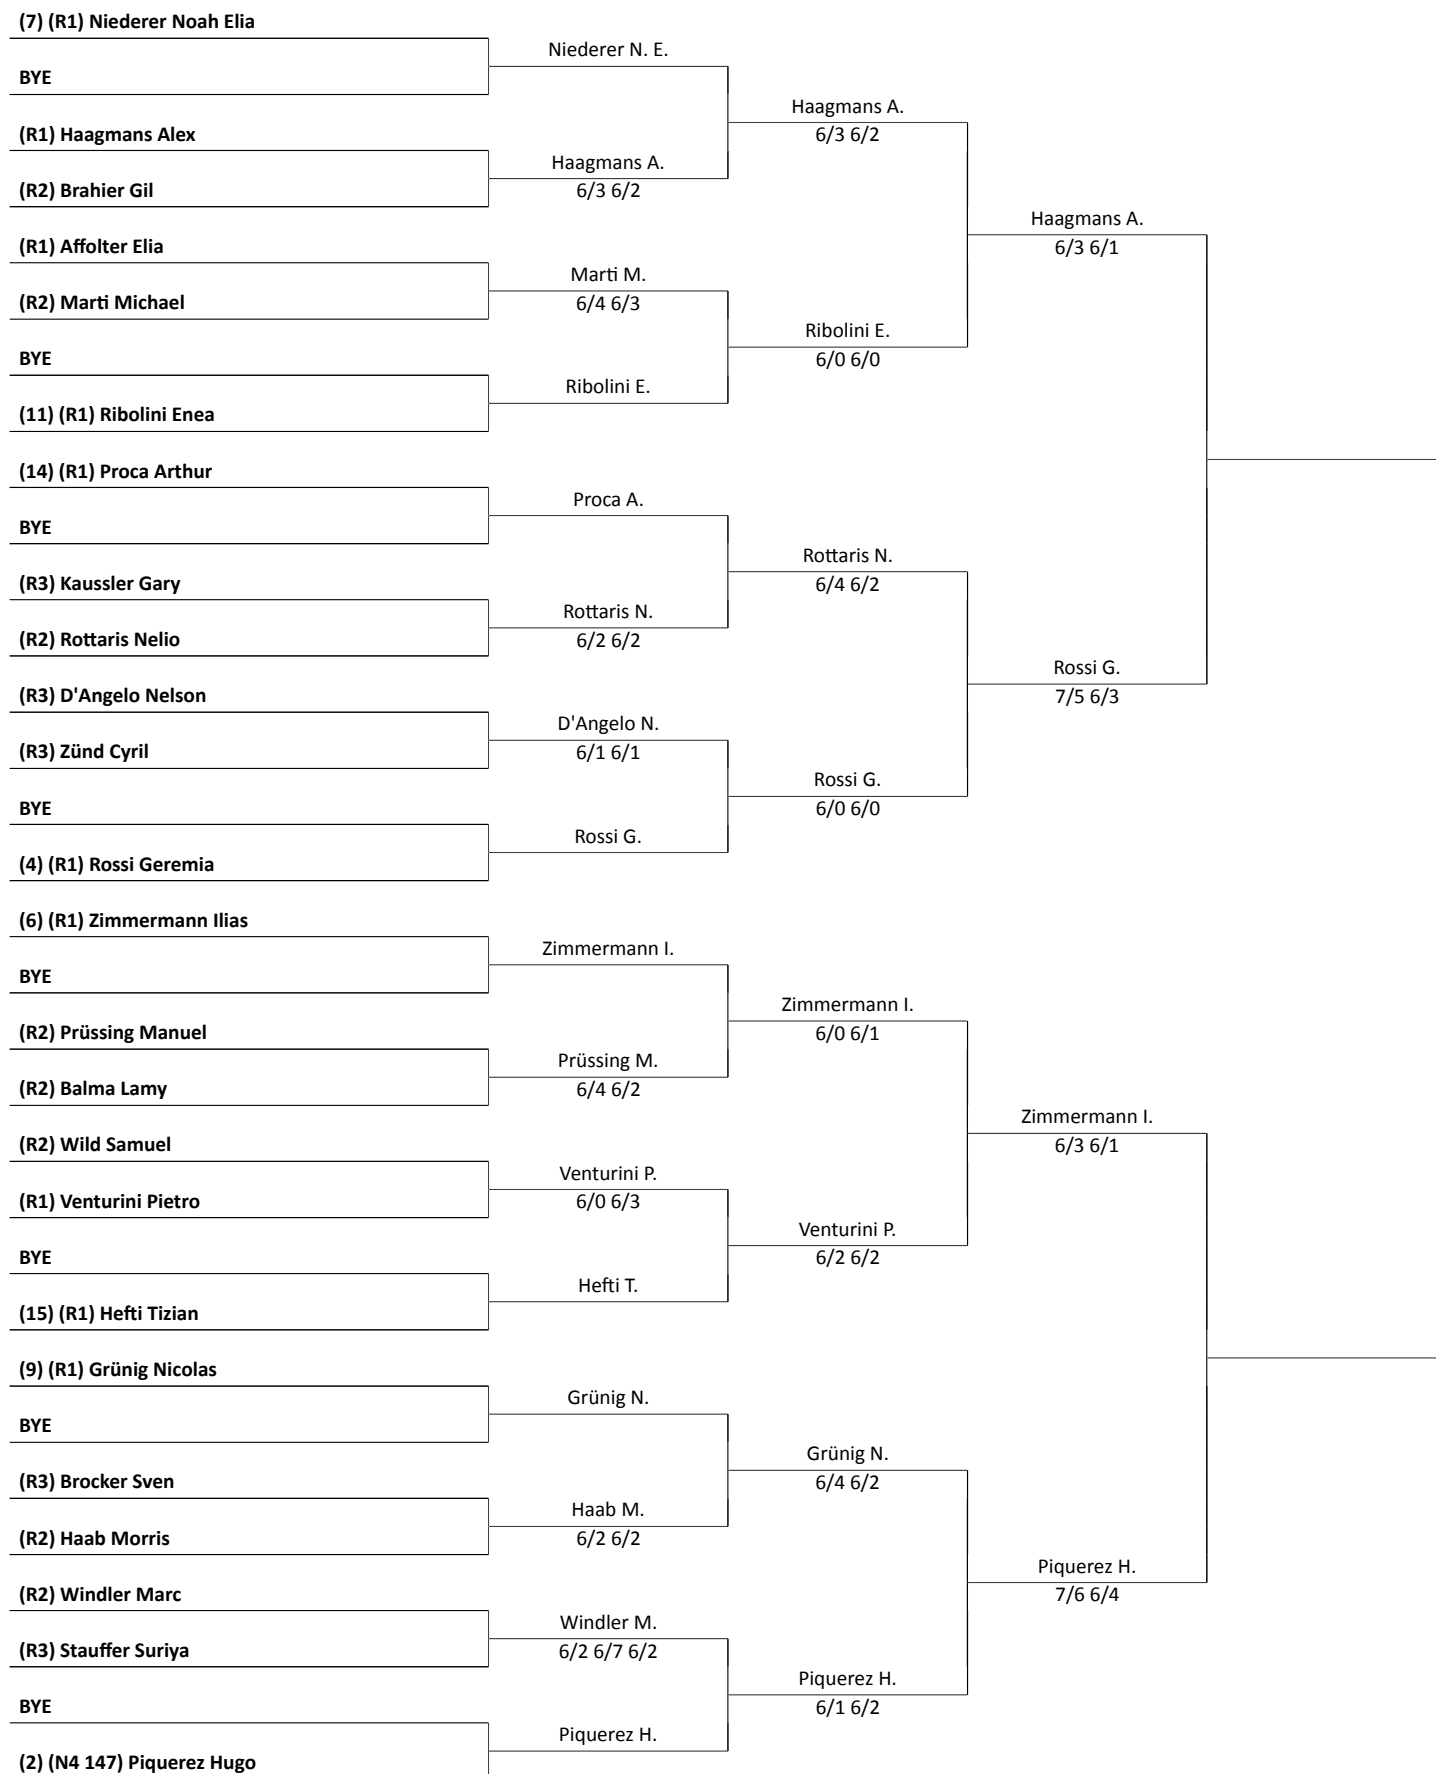 (7) (R1) Niederer Noah Elia
BYE
(R1) Haagmans Alex
(R2) Brahier Gil
(R1) Affolter Elia
(R2) Marti Michael
BYE
(11) (R1) Ribolini Enea
(14) (R1) Proca Arthur
BYE
(R3) Kaussler Gary
(R2) Rottaris Nelio
(R3) D'Angelo Nelson
(R3) Zünd Cyril
BYE
(4) (R1) Rossi Geremia
(6) (R1) Zimmermann Ilias
BYE
(R2) Prüssing Manuel
(R2) Balma Lamy
(R2) Wild Samuel
(R1) Venturini Pietro
BYE
(15) (R1) Hefti Tizian
(9) (R1) Grünig Nicolas
BYE
(R3) Brocker Sven
(R2) Haab Morris
(R2) Windler Marc
(R3) Stauffer Suriya
BYE
(2) (N4 147) Piquerez Hugo
Niederer N. E.
Haagmans A.
6/3 6/2
Marti M.
6/4 6/3
Ribolini E.
Proca A.
Rottaris N.
6/2 6/2
D'Angelo N.
6/1 6/1
Rossi G.
Zimmermann I.
Prüssing M.
6/4 6/2
Venturini P.
6/0 6/3
Hefti T.
Grünig N.
Haab M.
6/2 6/2
Windler M.
6/2 6/7 6/2
Piquerez H.
Haagmans A.
6/3 6/2
Ribolini E.
6/0 6/0
Rottaris N.
6/4 6/2
Rossi G.
6/0 6/0
Zimmermann I.
6/0 6/1
Venturini P.
6/2 6/2
Grünig N.
6/4 6/2
Piquerez H.
6/1 6/2
Haagmans A.
6/3 6/1
Rossi G.
7/5 6/3
Zimmermann I.
6/3 6/1
Piquerez H.
7/6 6/4